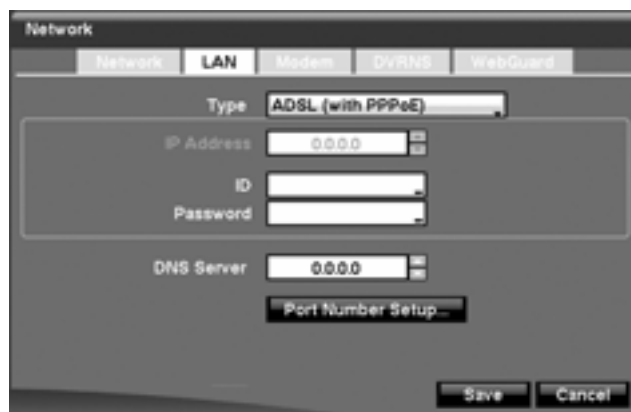 Network
Network LAN Modem DVRNS WebGuard
Type ADSL (with PPPoE)
IP Address 0.0.0.0
ID
Password
DNS Server 0.0.0.0
Port Number Setup...
Save Cancel